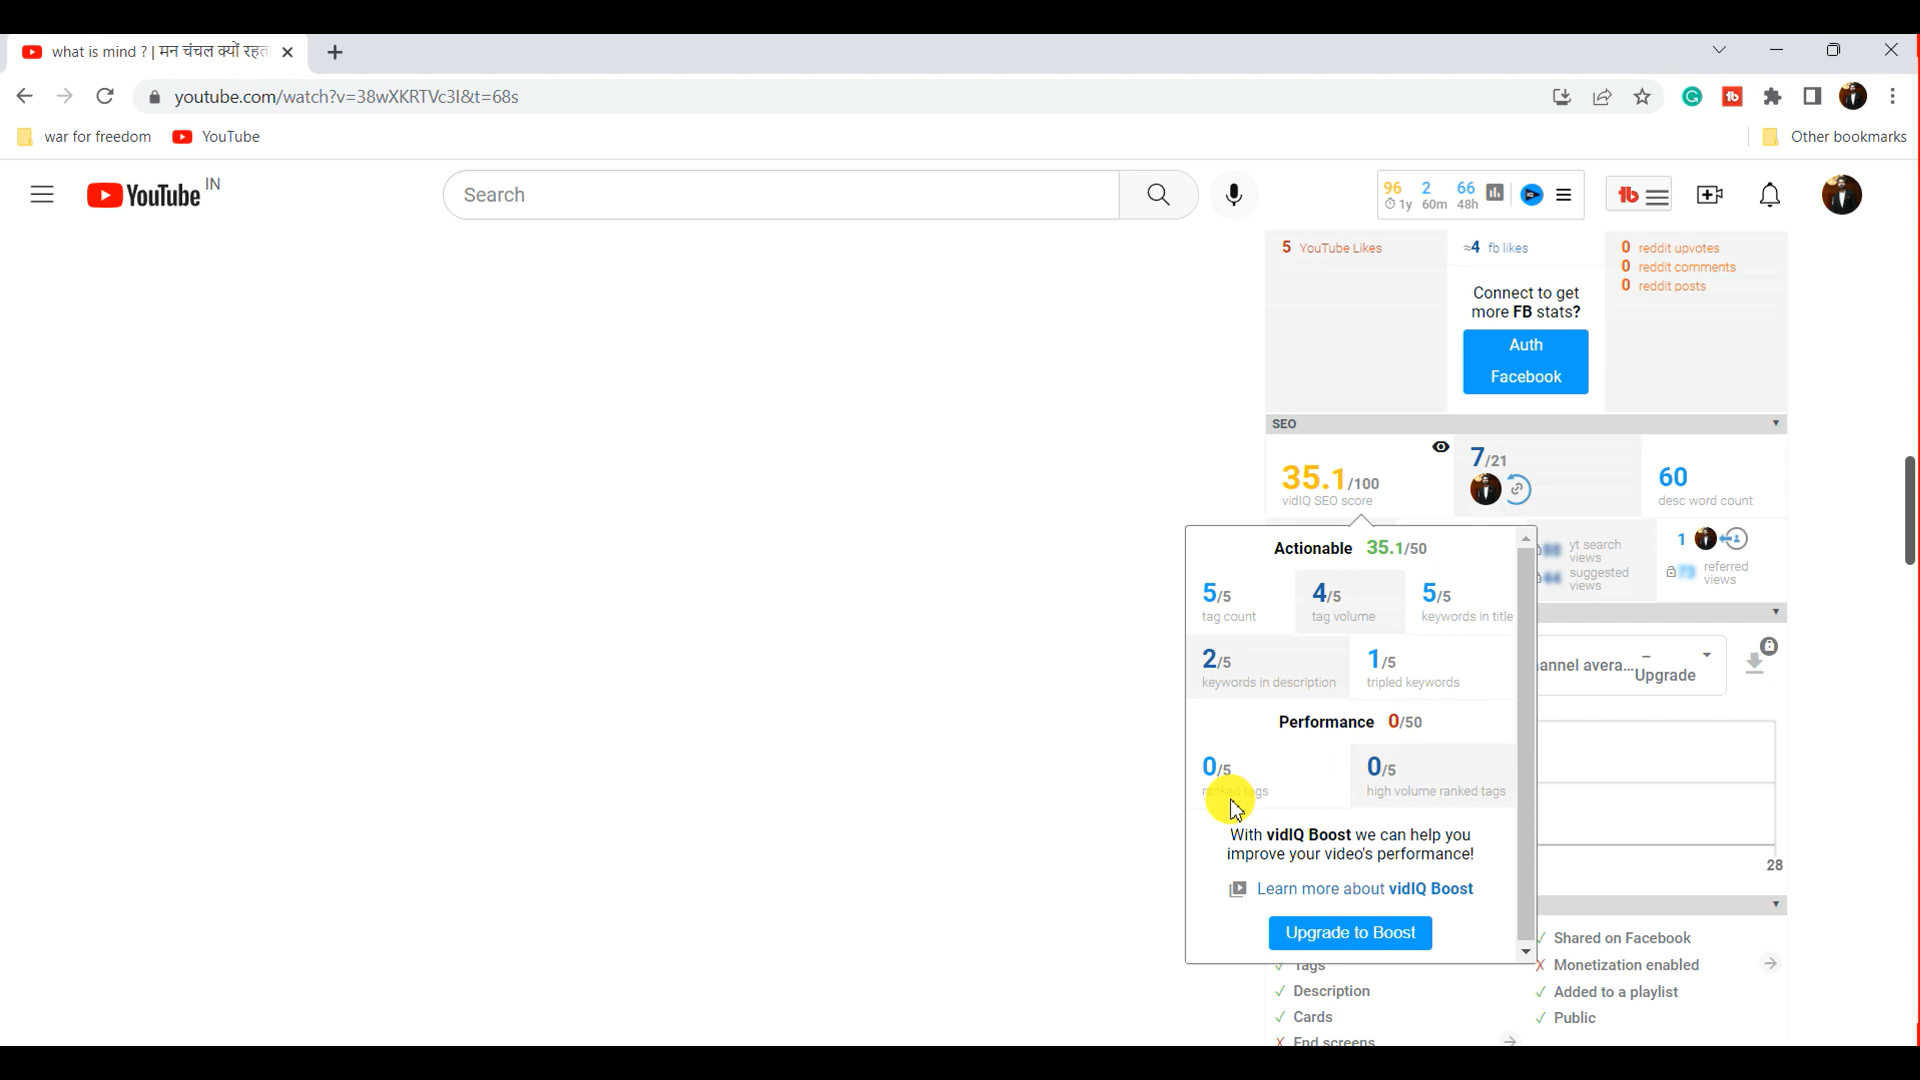 what is mind ? | मन चंचल क्यों रहत
youtube.com/watch?v=38wXKRTVc3I&t=68s
war for freedom
YouTube
Other bookmarks
YouTube IN
Search
96 2 66
1y 60m 48h
5 YouTube Likes
≈4 fb likes
0 reddit upvotes
0 reddit comments
0 reddit posts
Connect to get
more FB stats?
Auth
Facebook
SEO
35.1/100
vidIQ SEO score
7/21
60
desc word count
Actionable 35.1/50
5/5
tag count
4/5
tag volume
5/5
keywords in title
2/5
keywords in description
1/5
tripled keywords
Performance 0/50
0/5
ranked tags
0/5
high volume ranked tags
With vidIQ Boost we can help you
improve your video's performance!
Learn more about vidIQ Boost
Upgrade to Boost
yt search
views
suggested
views
1
referred
views
annel avera...
–
Upgrade
28
Tags
Description
Cards
End screens
Shared on Facebook
Monetization enabled
Added to a playlist
Public